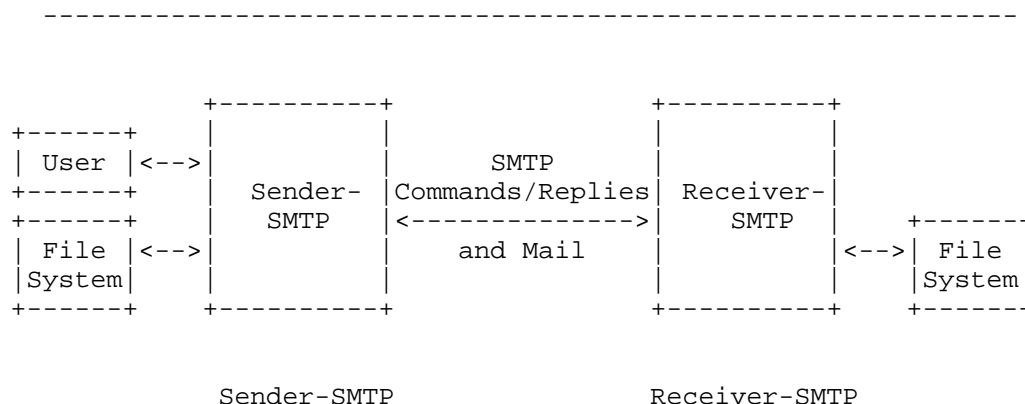 User
SMTP
Sender- Commands/Replies Receiver-
SMTP SMTP
File and Mail File
System System
Sender-SMTP Receiver-SMTP